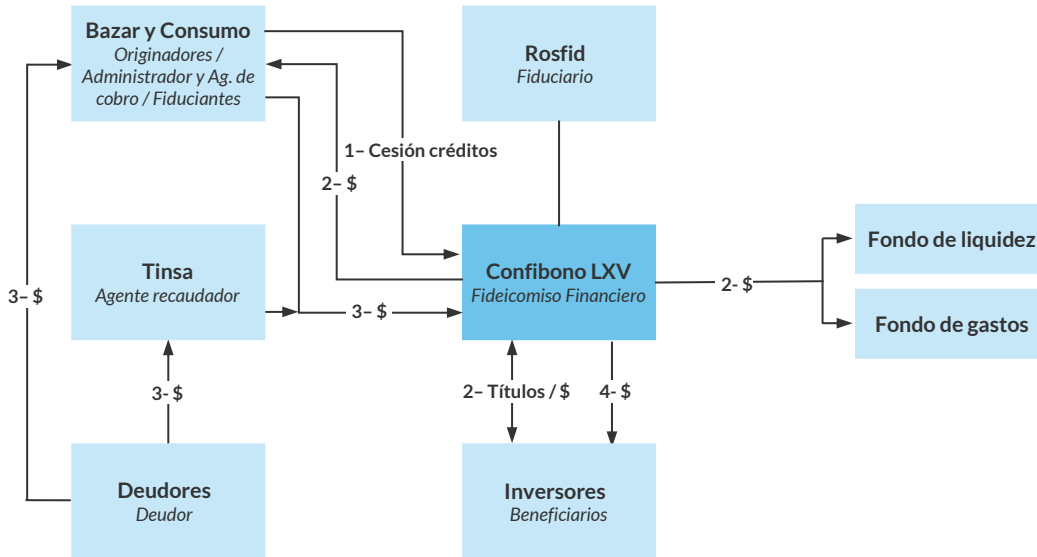 Bazar y Consumo
Originadores /
Administrador y Ag. de
cobro / Fiduciantes
Rosfid
Fiduciario
1– Cesión créditos
2– $
Tinsa
Agente recaudador
Confibono LXV
Fideicomiso Financiero
Fondo de liquidez
3– $
2- $
3– $
Fondo de gastos
3- $
2– Títulos / $
4- $
Deudores
Deudor
Inversores
Beneficiarios